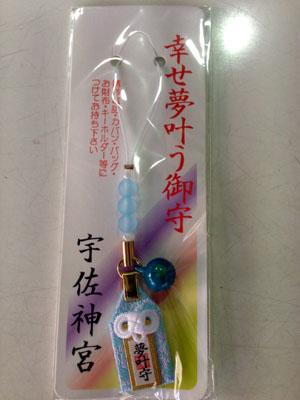 幸せ夢叶う御守
カバン・バッグ・
お財布・キーホルダー等に
つけてお持ち下さい
宇佐神宮
夢叶守